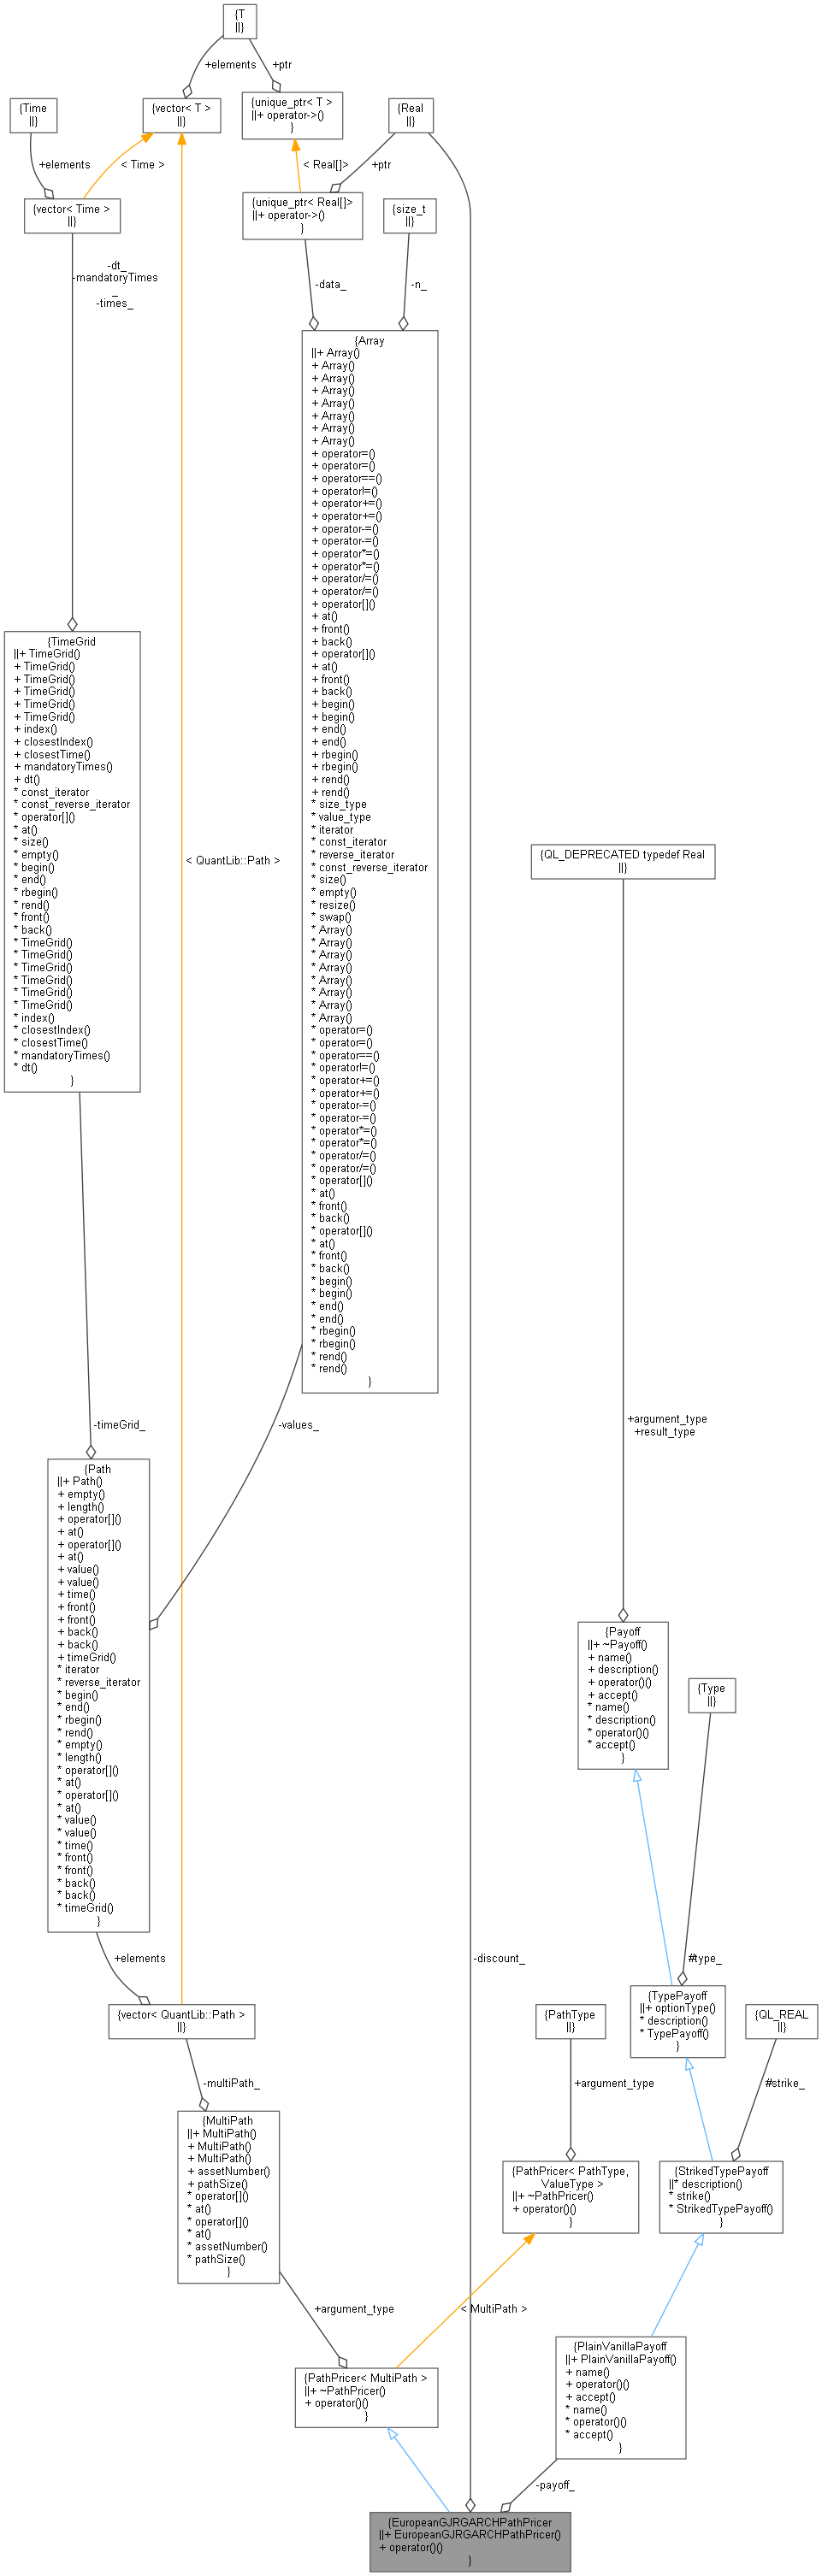 {T
||}
+elements
+ptr
{Time
||}
{vector< T >
||}
{unique_ptr< T >
||+ operator->()
}
{Real
||}
+elements
< Time >
< Real[]>
+ptr
{vector< Time >
||}
{unique_ptr< Real[]>
||+ operator->()
}
{size_t
||}
-dt_
-mandatoryTimes
_
-times_
-data_
-n_
{Array
||+ Array()
+ Array()
+ Array()
+ Array()
+ Array()
+ Array()
+ Array()
+ Array()
+ operator=()
+ operator=()
+ operator==()
+ operator!=()
+ operator+=()
+ operator+=()
+ operator-=()
+ operator-=()
+ operator*=()
+ operator*=()
+ operator/=()
+ operator/=()
+ operator[]()
+ at()
+ front()
+ back()
+ operator[]()
+ at()
+ front()
+ back()
+ begin()
+ begin()
+ end()
+ end()
+ rbegin()
+ rbegin()
+ rend()
+ rend()
* size_type
* value_type
* iterator
* const_iterator
* reverse_iterator
* const_reverse_iterator
* size()
* empty()
* resize()
* swap()
* Array()
* Array()
* Array()
* Array()
* Array()
* Array()
* Array()
* Array()
* operator=()
* operator=()
* operator==()
* operator!=()
* operator+=()
* operator+=()
* operator-=()
* operator-=()
* operator*=()
* operator*=()
* operator/=()
* operator/=()
* operator[]()
* at()
* front()
* back()
* operator[]()
* at()
* front()
* back()
* begin()
* begin()
* end()
* end()
* rbegin()
* rbegin()
* rend()
* rend()
}
{TimeGrid
||+ TimeGrid()
+ TimeGrid()
+ TimeGrid()
+ TimeGrid()
+ TimeGrid()
+ TimeGrid()
+ index()
+ closestIndex()
+ closestTime()
+ mandatoryTimes()
+ dt()
* const_iterator
* const_reverse_iterator
* operator[]()
* at()
* size()
* empty()
* begin()
* end()
* rbegin()
* rend()
* front()
* back()
* TimeGrid()
* TimeGrid()
* TimeGrid()
* TimeGrid()
* TimeGrid()
* TimeGrid()
* index()
* closestIndex()
* closestTime()
* mandatoryTimes()
* dt()
}
< QuantLib::Path >
{QL_DEPRECATED typedef Real
||}
-timeGrid_
-values_
+argument_type
+result_type
{Path
||+ Path()
+ empty()
+ length()
+ operator[]()
+ at()
+ operator[]()
+ at()
+ value()
+ value()
+ time()
+ front()
+ front()
+ back()
+ back()
+ timeGrid()
* iterator
* reverse_iterator
* begin()
* end()
* rbegin()
* rend()
* empty()
* length()
* operator[]()
* at()
* operator[]()
* at()
* value()
* value()
* time()
* front()
* front()
* back()
* back()
* timeGrid()
}
{Payoff
||+ ~Payoff()
+ name()
+ description()
+ operator()()
+ accept()
* name()
* description()
* operator()()
* accept()
}
{Type
||}
+elements
-discount_
#type_
{vector< QuantLib::Path >
||}
{PathType
||}
{TypePayoff
||+ optionType()
* description()
* TypePayoff()
}
{QL_REAL
||}
-multiPath_
+argument_type
#strike_
{MultiPath
||+ MultiPath()
+ MultiPath()
+ MultiPath()
+ assetNumber()
+ pathSize()
* operator[]()
* at()
* operator[]()
* at()
* assetNumber()
* pathSize()
}
{PathPricer< PathType,
ValueType >
||+ ~PathPricer()
+ operator()()
}
{StrikedTypePayoff
||* description()
* strike()
* StrikedTypePayoff()
}
+argument_type
< MultiPath >
{PathPricer< MultiPath >
||+ ~PathPricer()
+ operator()()
}
{PlainVanillaPayoff
||+ PlainVanillaPayoff()
+ name()
+ operator()()
+ accept()
* name()
* operator()()
* accept()
}
-payoff_
{EuropeanGJRGARCHPathPricer
||+ EuropeanGJRGARCHPathPricer()
+ operator()()
}